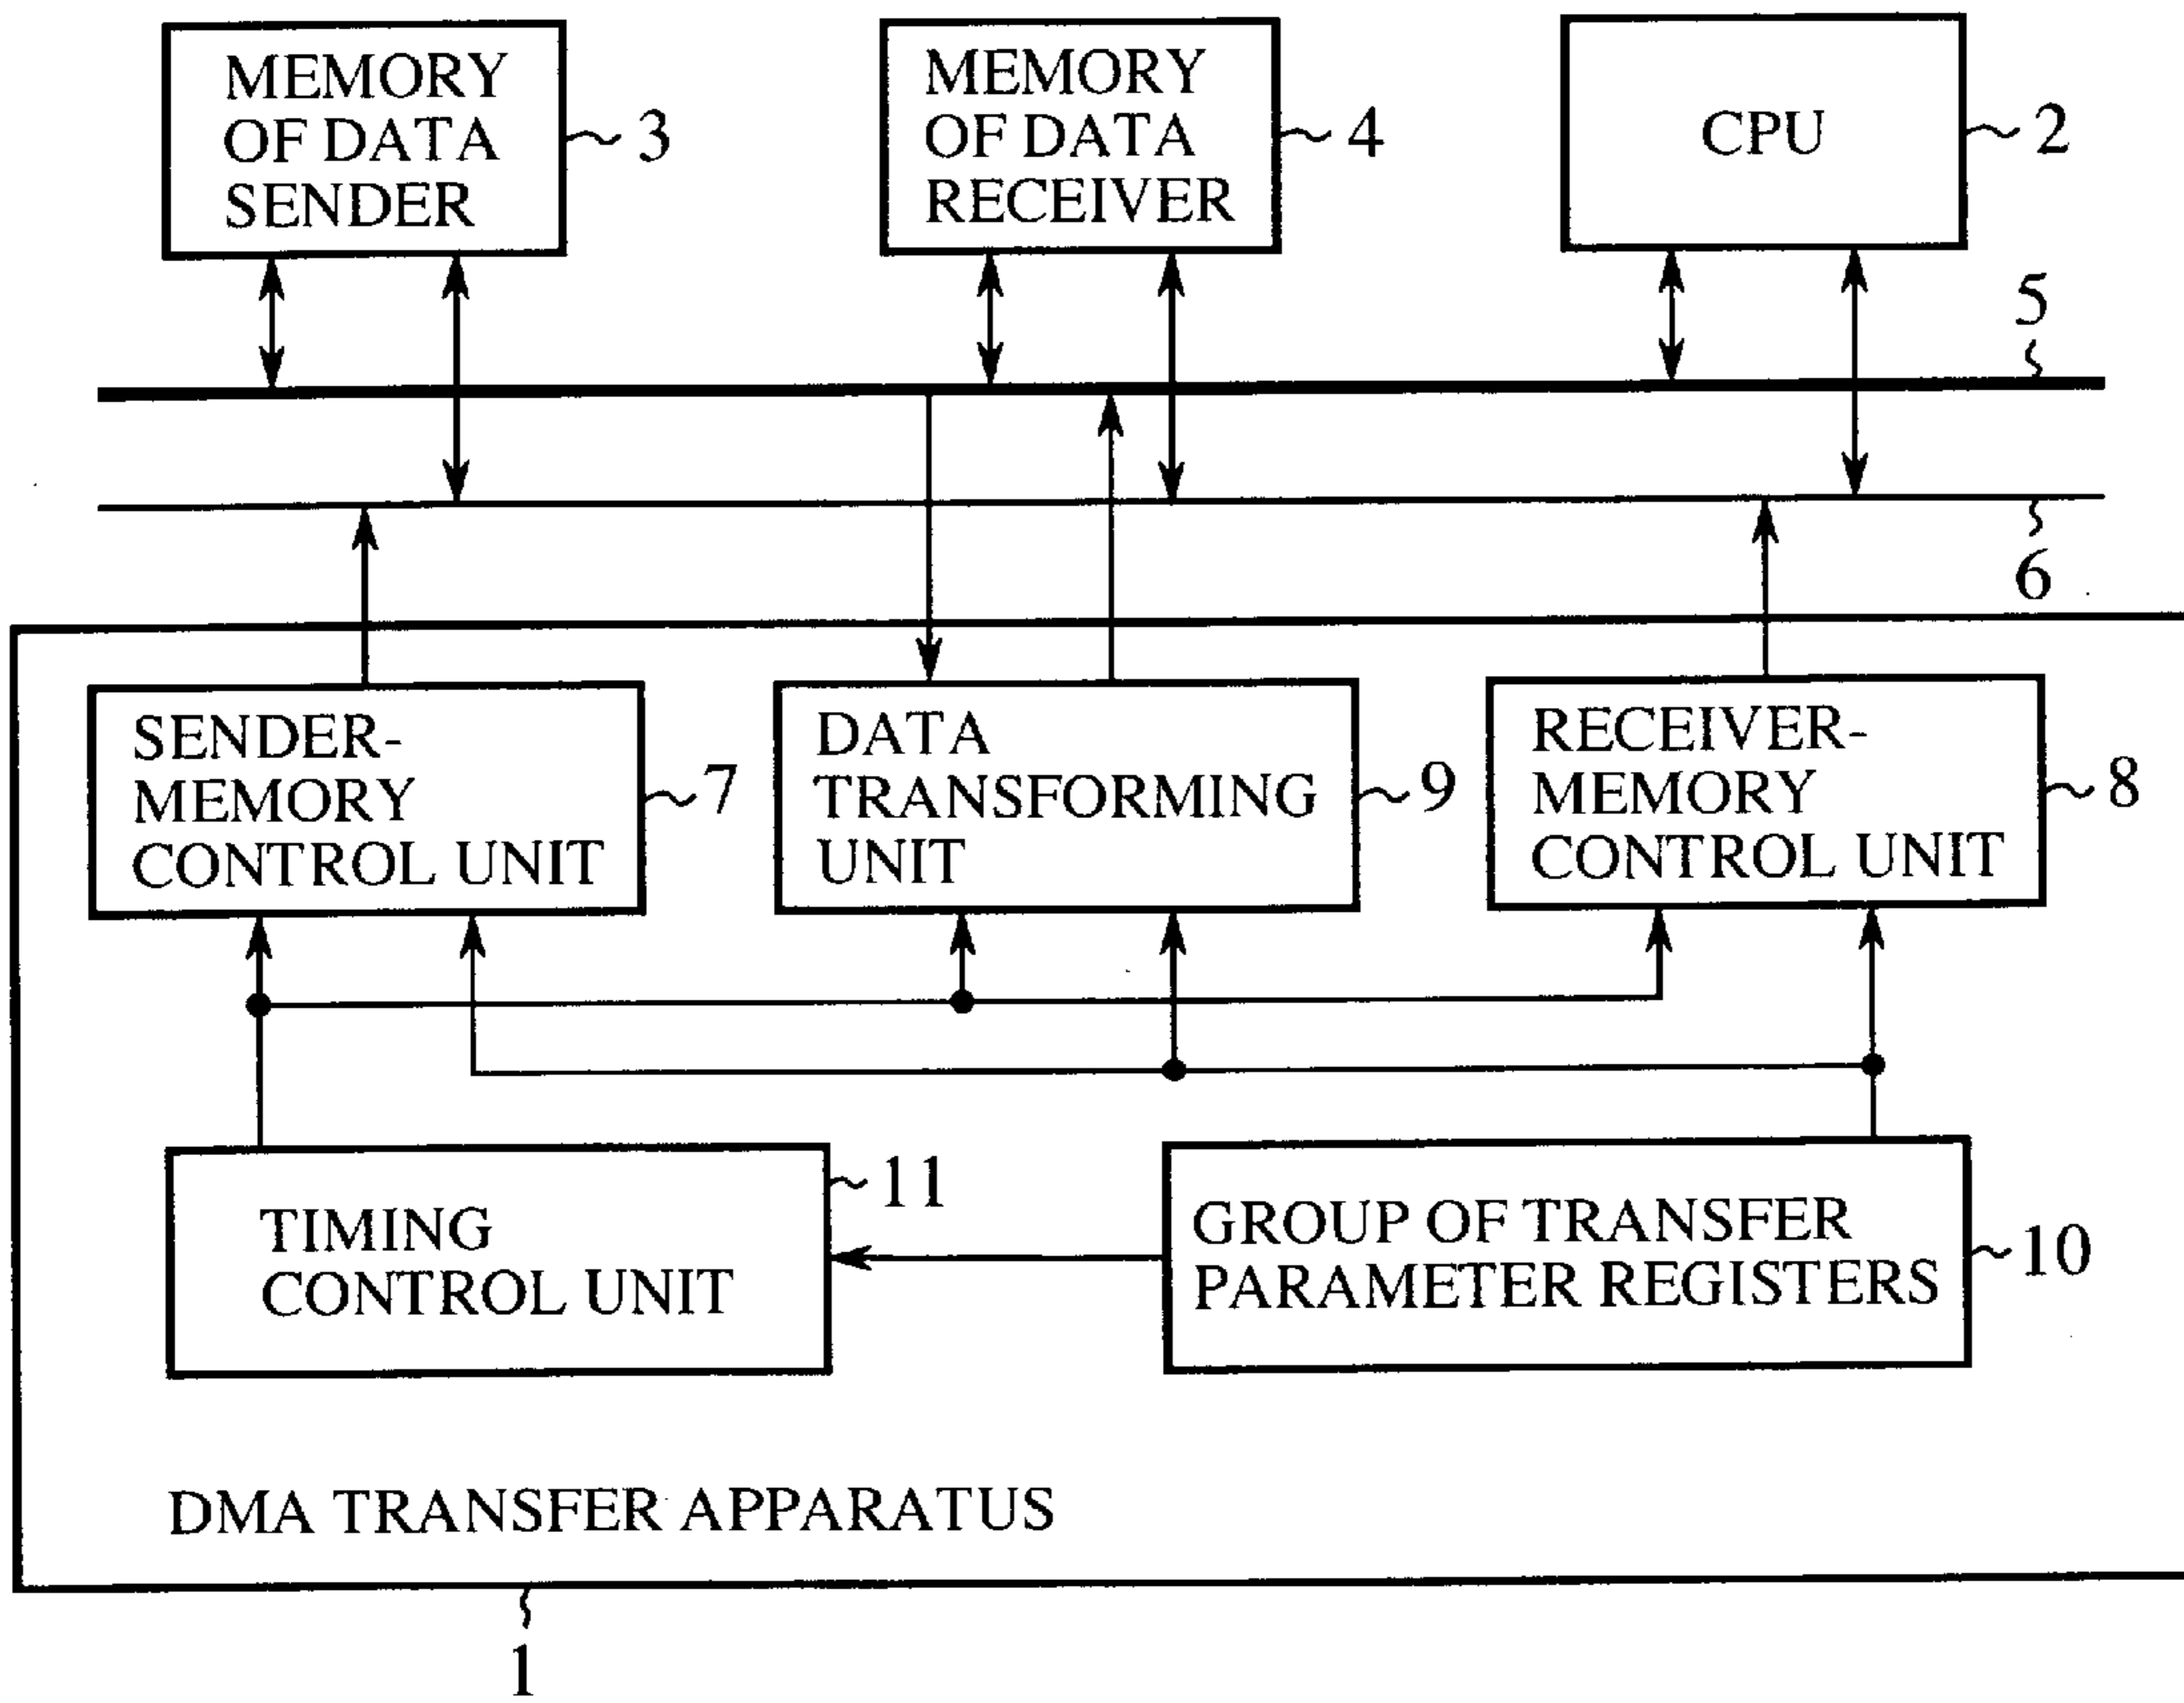 MEMORY
OF DATA
SENDER
3
MEMORY
OF DATA
RECEIVER
4
CPU
2
5
6
SENDER-
MEMORY
CONTROL UNIT
7
DATA
TRANSFORMING
UNIT
9
RECEIVER-
MEMORY
CONTROL UNIT
8
TIMING
CONTROL UNIT
11
GROUP OF TRANSFER
PARAMETER REGISTERS
10
DMA TRANSFER APPARATUS
1